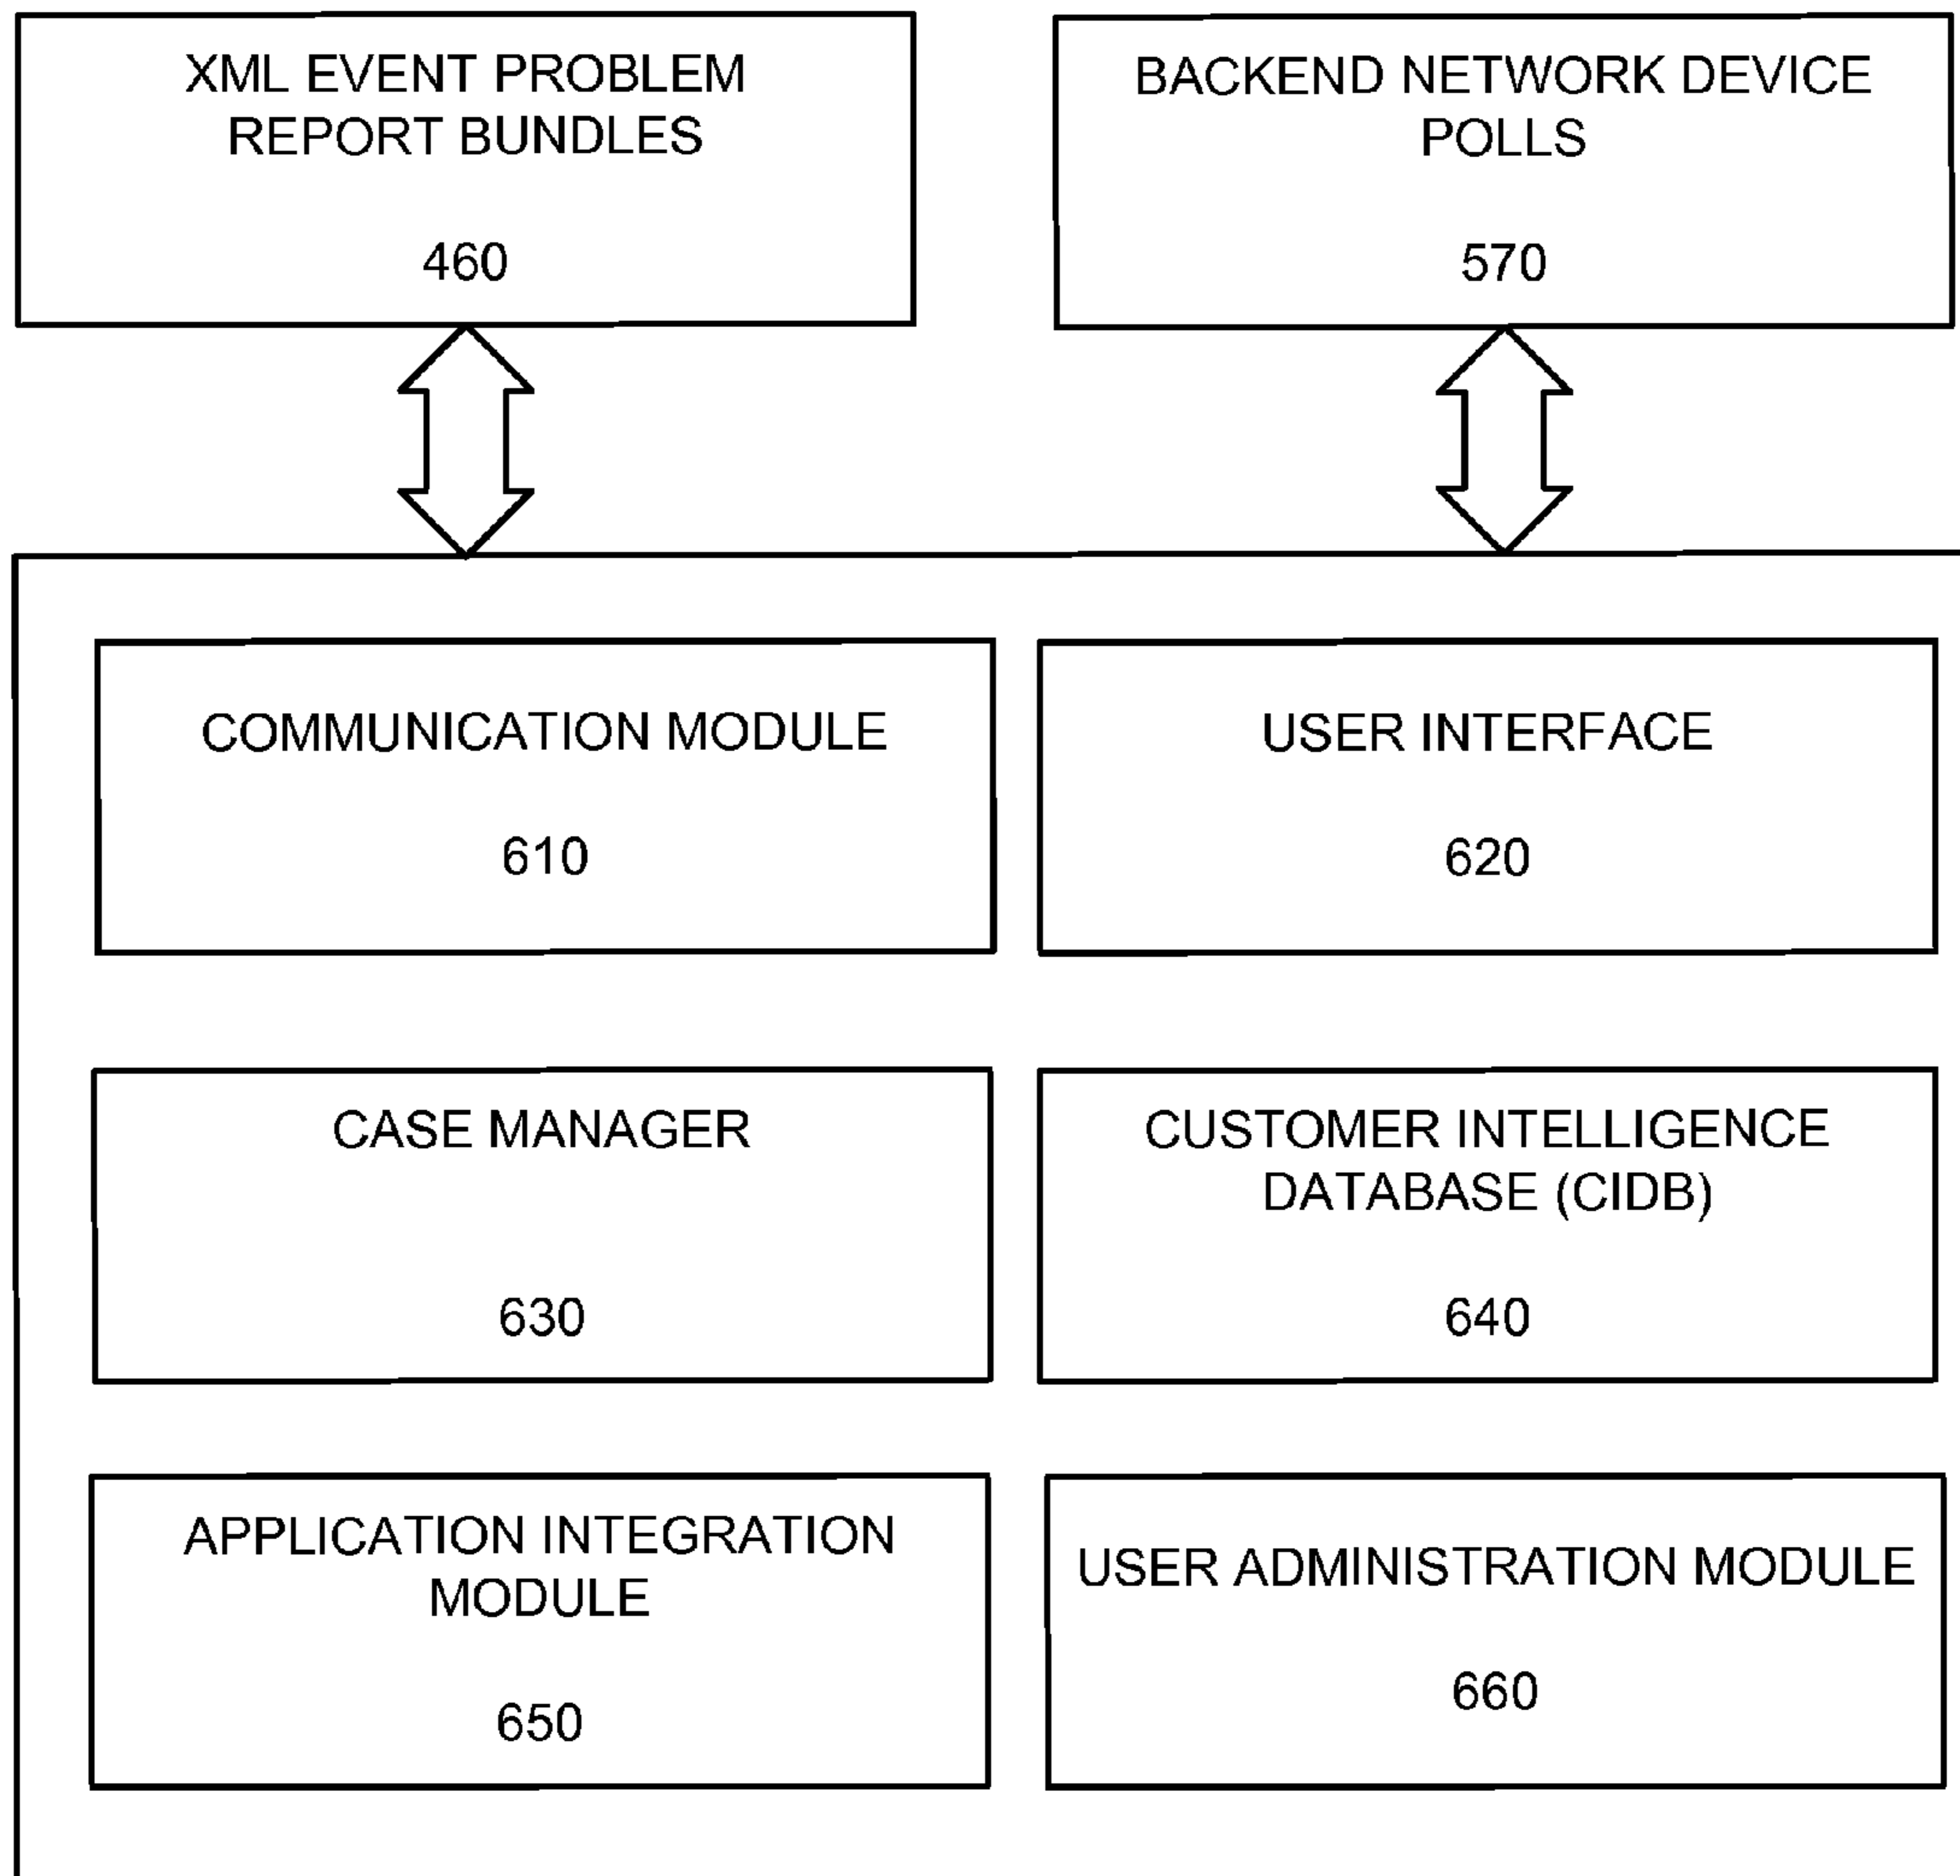 XML EVENT PROBLEM
REPORT BUNDLES
460
BACKEND NETWORK DEVICE
POLLS
570
COMMUNICATION MODULE
610
USER INTERFACE
620
CASE MANAGER
630
CUSTOMER INTELLIGENCE
DATABASE (CIDB)
640
APPLICATION INTEGRATION
MODULE
650
USER ADMINISTRATION MODULE
660